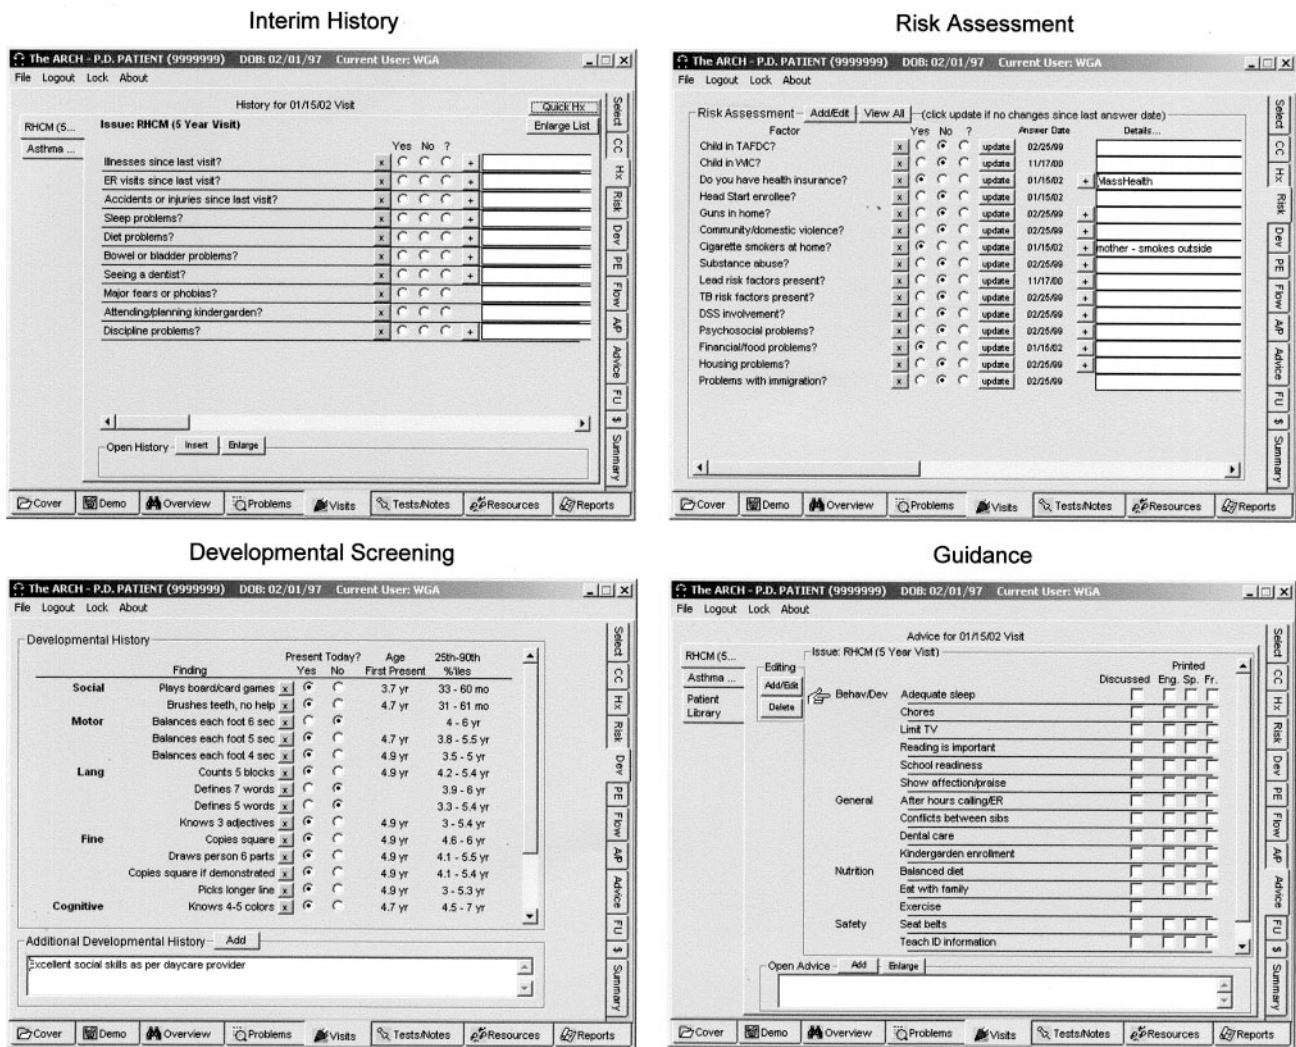 Interim History
The ARCH - P.D. PATIENT (9999999) DOB: 02/01/97 Current User: WGA
File Logout Lock About
History for 01/15/02 Visit
Quick Hx
RHCM (5...
Issue: RHCM (5 Year Visit)
Enlarge List
Asthma ...
Yes No ?
Illnesses since last visit? x +
ER visits since last visit? x +
Accidents or injuries since last visit? x +
Sleep problems? x +
Diet problems? x +
Bowel or bladder problems? x +
Seeing a dentist? x +
Major fears or phobias? x
Attending/planning kindergarden? x
Discipline problems? x +
Open History Insert Enlarge
Select
CC
Hx
Risk
Dev
PE
Flow
A/P
Advice
FU
$
Summary
Cover Demo Overview Problems Visits Tests/Notes Resources Reports
Risk Assessment
The ARCH - P.D. PATIENT (9999999) DOB: 02/01/97 Current User: WGA
File Logout Lock About
Risk Assessment Add/Edit View All (click update if no changes since last answer date)
Factor Yes No ? Answer Date Details...
Child in TAFDC? x update 02/25/99
Child in WIC? x update 11/17/00
Do you have health insurance? x update 01/15/02 + MassHealth
Head Start enrollee? x update 01/15/02
Guns in home? x update 02/25/99 +
Community/domestic violence? x update 02/25/99 +
Cigarette smokers at home? x update 01/15/02 + mother - smokes outside
Substance abuse? x update 02/25/99 +
Lead risk factors present? x update 11/17/00 +
TB risk factors present? x update 02/25/99 +
DSS involvement? x update 02/25/99 +
Psychosocial problems? x update 02/25/99 +
Financial/food problems? x update 01/15/02 +
Housing problems? x update 02/25/99 +
Problems with immigration? x update 02/25/99
Select
CC
Hx
Risk
Dev
PE
Flow
A/P
Advice
FU
$
Summary
Cover Demo Overview Problems Visits Tests/Notes Resources Reports
Developmental Screening
The ARCH - P.D. PATIENT (9999999) DOB: 02/01/97 Current User: WGA
File Logout Lock About
Developmental History
Present Today? Age 25th-90th
Finding Yes No First Present %'iles
Social Plays board/card games x 3.7 yr 33 - 60 mo
Brushes teeth, no help x 4.7 yr 31 - 61 mo
Motor Balances each foot 6 sec x 4 - 6 yr
Balances each foot 5 sec x 4.7 yr 3.8 - 5.5 yr
Balances each foot 4 sec x 4.9 yr 3.5 - 5 yr
Lang Counts 5 blocks x 4.9 yr 4.2 - 5.4 yr
Defines 7 words x 3.9 - 6 yr
Defines 5 words x 3.3 - 5.4 yr
Knows 3 adjectives x 4.9 yr 3 - 5.4 yr
Fine Copies square x 4.9 yr 4.6 - 6 yr
Draws person 6 parts x 4.9 yr 4.1 - 5.5 yr
Copies square if demonstrated x 4.9 yr 4.1 - 5.4 yr
Picks longer line x 4.9 yr 3 - 5.3 yr
Cognitive Knows 4-5 colors x 4.7 yr 4.5 - 7 yr
Additional Developmental History Add
Excellent social skills as per daycare provider
Select
CC
Hx
Risk
Dev
PE
Flow
A/P
Advice
FU
$
Summary
Cover Demo Overview Problems Visits Tests/Notes Resources Reports
Guidance
The ARCH - P.D. PATIENT (9999999) DOB: 02/01/97 Current User: WGA
File Logout Lock About
Advice for 01/15/02 Visit
RHCM (5...
Asthma ...
Patient
Library
Editing
Add/Edit
Delete
Issue: RHCM (5 Year Visit)
Printed
Discussed Eng. Sp. Fr.
Behav/Dev Adequate sleep
Chores
Limit TV
Reading is important
School readiness
Show affection/praise
General After hours calling/ER
Conflicts between sibs
Dental care
Kindergarden enrollment
Nutrition Balanced diet
Eat with family
Exercise
Safety Seat belts
Teach ID information
Open Advice Add Enlarge
Select
CC
Hx
Risk
Dev
PE
Flow
A/P
Advice
FU
$
Summary
Cover Demo Overview Problems Visits Tests/Notes Resources Reports